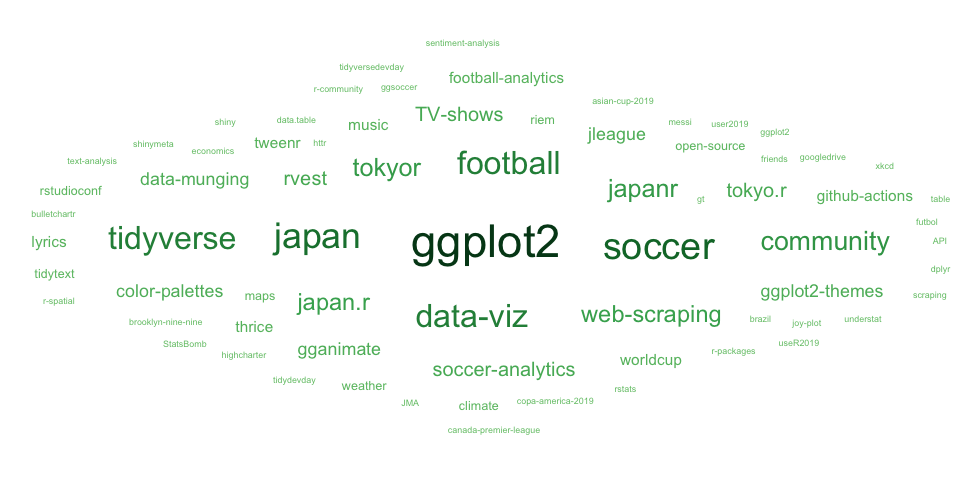 sentiment-analysis
tidyversedevday
football-analytics
r-community
ggsoccer
asian-cup-2019
TV-shows
data.table
riem
shiny
music
jleague
messi
user2019
ggplot2
shinymeta
economics
tweenr
httr
open-source
text-analysis
tokyor
football
friends
googledrive
xkcd
rstudioconf
data-munging
rvest
japanr
gt
tokyo.r
github-actions
table
bulletchartr
futbol
lyrics
tidyverse
japan
ggplot2
soccer
community
API
tidytext
dplyr
r-spatial
color-palettes
maps
japan.r
ggplot2-themes
scraping
brooklyn-nine-nine
thrice
data-viz
web-scraping
brazil
joy-plot
understat
StatsBomb
highcharter
gganimate
worldcup
r-packages
useR2019
tidydevday
weather
soccer-analytics
rstats
JMA
climate
copa-america-2019
canada-premier-league